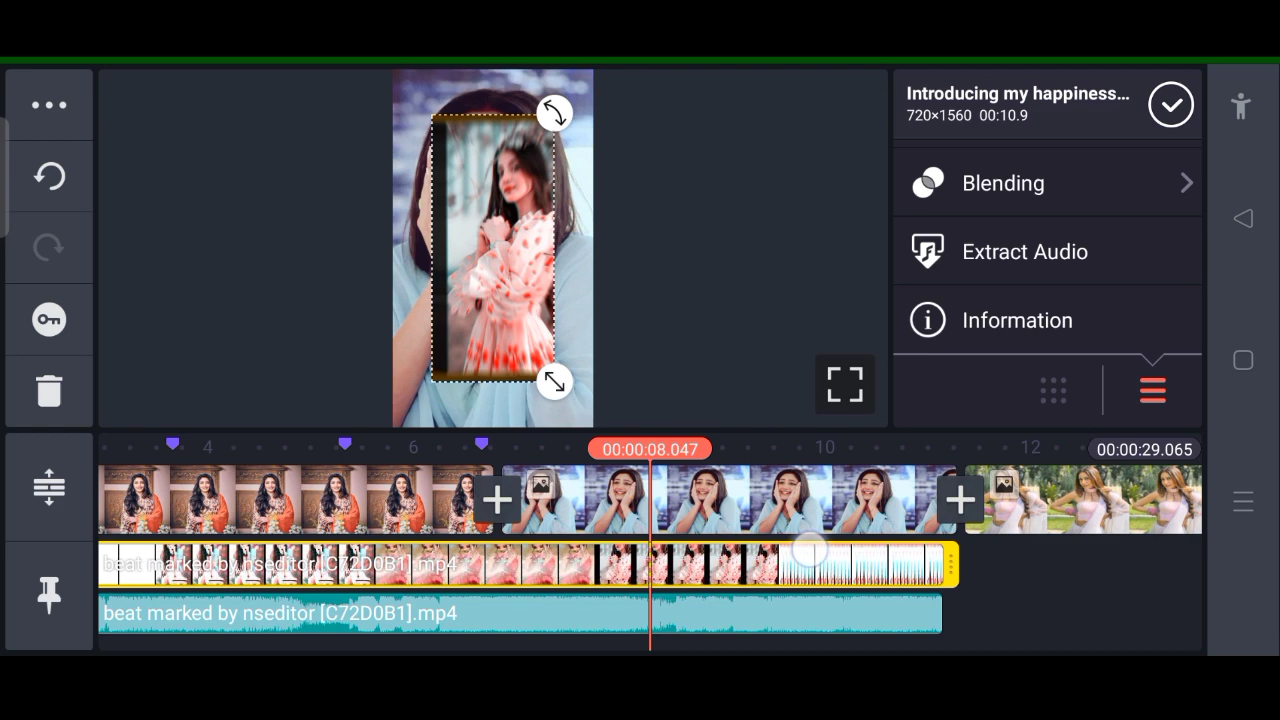 Introducing my happiness...
720×1560 00:10.9
Blending
Extract Audio
Information
4
6
00:00:08.047
10
12
00:00:29.065
beat marked by nseditor [C72D0B1].mp4
beat marked by nseditor [C72D0B1].mp4